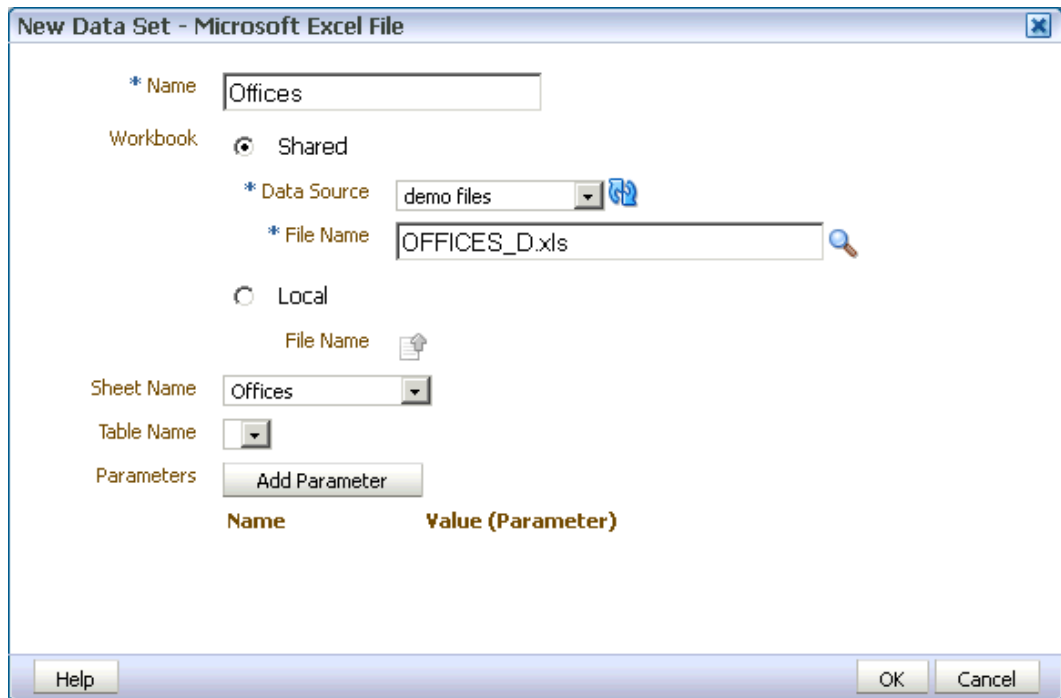 New Data Set - Microsoft Excel File
* Name Offices
Workbook Shared
* Data Source demo files
* File Name OFFICES_D.xls
Local
File Name
Sheet Name Offices
Table Name
Parameters Add Parameter
Name Value (Parameter)
Help OK Cancel